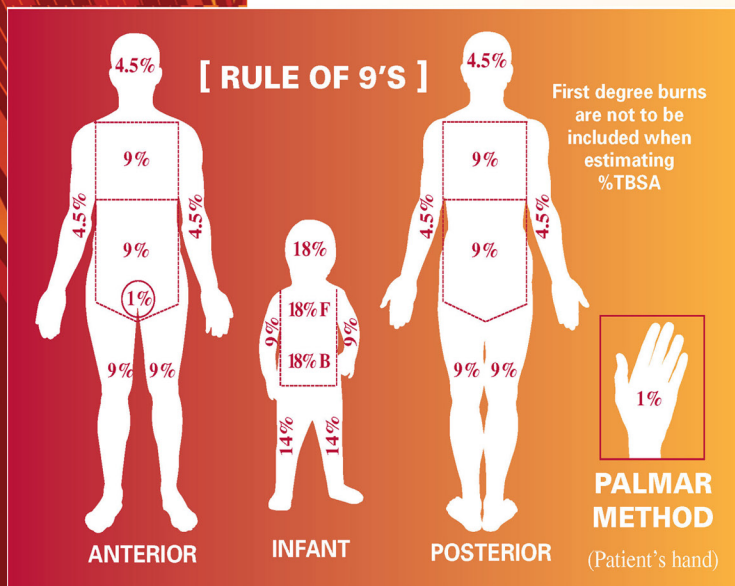 [ RULE OF 9'S ]
4.5%
9%
4.5%
4.5%
9%
1%
9%
9%
ANTERIOR
18%
18% F
9%
9%
18% B
14%
14%
INFANT
4.5%
9%
4.5%
4.5%
9%
9%
9%
POSTERIOR
First degree burns
are not to be
included when
estimating
%TBSA
1%
PALMAR
METHOD
(Patient's hand)